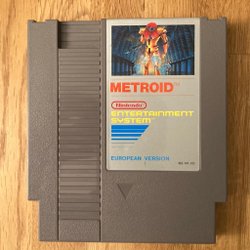 METROID
Nintendo
ENTERTAINMENT
SYSTEM
EUROPEAN VERSION